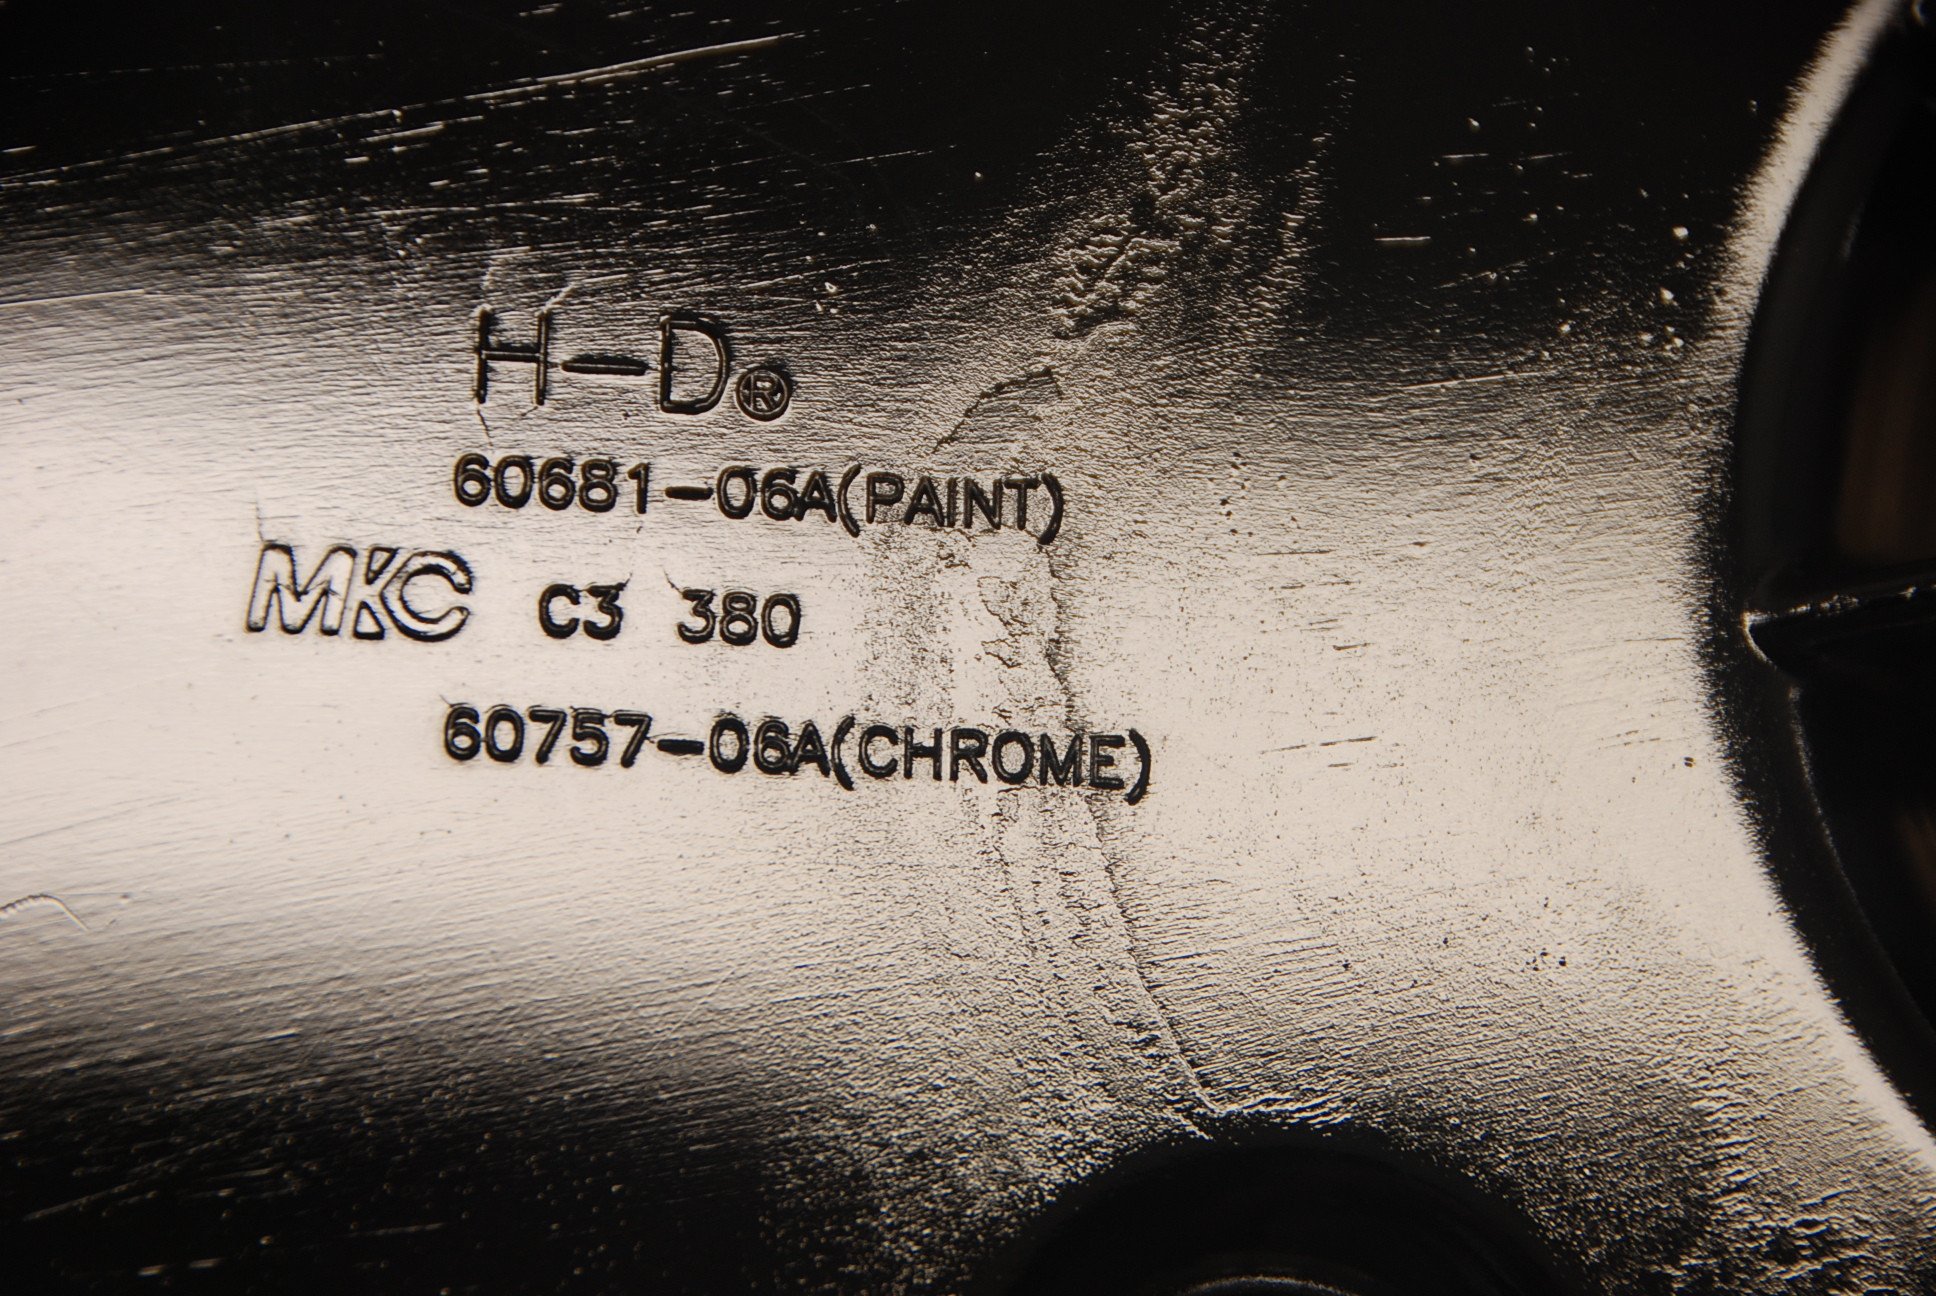 H-D®
60681-06A(PAINT)
MKC C3 380
60757-06A(CHROME)